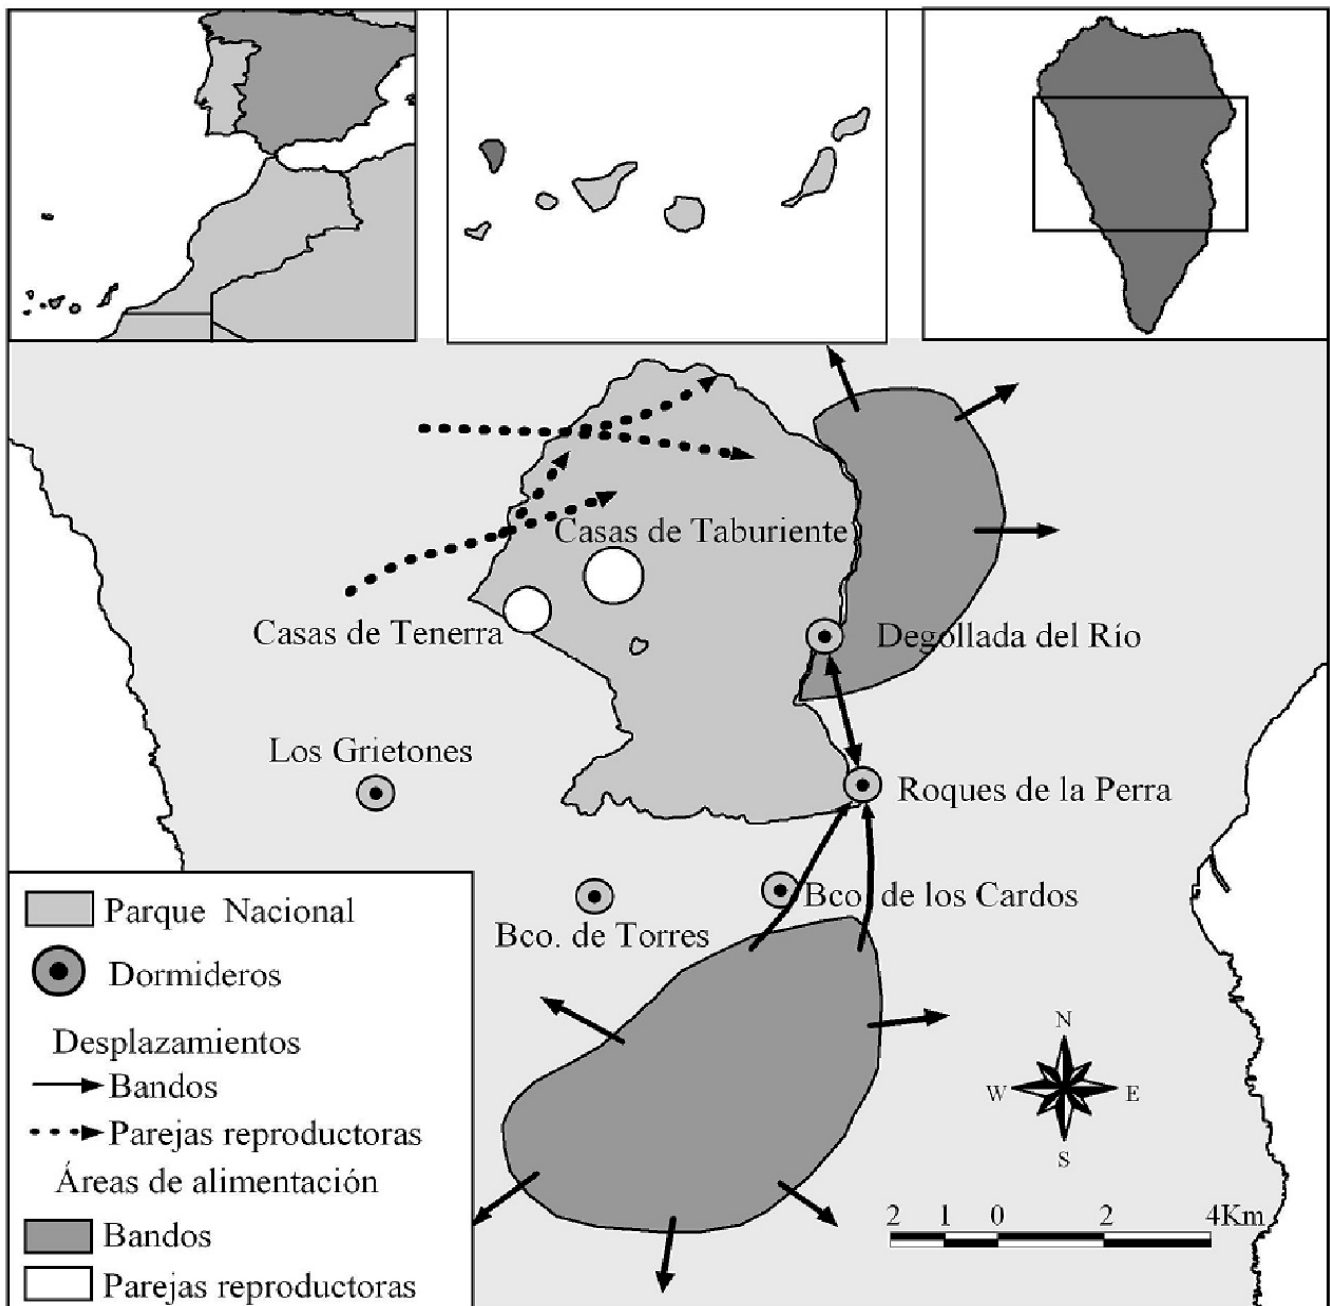 Casas de Taburiente
Casas de Tenerra
Degollada del Río
Los Grietones
Roques de la Perra
Bco. de los Cardos
Bco. de Torres
Parque Nacional
Dormideros
Desplazamientos
Bandos
Parejas reproductoras
Áreas de alimentación
Bandos
Parejas reproductoras
N
W E
S
2 1 0 2 4Km